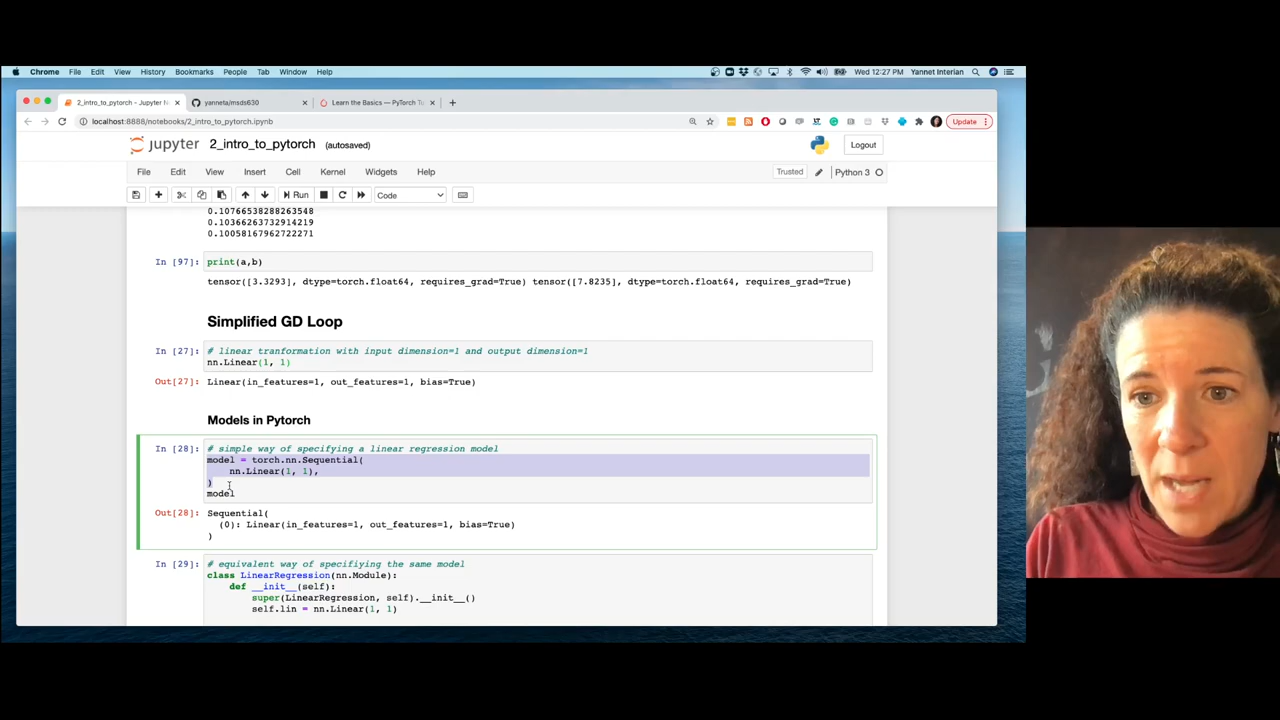 Chrome File Edit View History Bookmarks People Tab Window Help Wed 12:27 PM Yannet Interian
2_intro_to_pytorch - Jupyter N yanneta/msds630 Learn the Basics — PyTorch T
localhost:8888/notebooks/2_intro_to_pytorch.ipynb Update
jupyter 2_intro_to_pytorch (autosaved) Logout
File Edit View Insert Cell Kernel Widgets Help Trusted Python 3
Run Code
0.10766538288263548
0.10366263732914219
0.10058167962722271
In [97]: print(a,b)
tensor([3.3293], dtype=torch.float64, requires_grad=True) tensor([7.8235], dtype=torch.float64, requires_grad=True)
Simplified GD Loop
In [27]: # linear tranformation with input dimension=1 and output dimension=1
nn.Linear(1, 1)
Out[27]: Linear(in_features=1, out_features=1, bias=True)
Models in Pytorch
In [28]: # simple way of specifying a linear regression model
model = torch.nn.Sequential(
nn.Linear(1, 1),
)
model
Out[28]: Sequential(
(0): Linear(in_features=1, out_features=1, bias=True)
)
In [29]: # equivalent way of specifiying the same model
class LinearRegression(nn.Module):
def __init__(self):
super(LinearRegression, self).__init__()
self.lin = nn.Linear(1, 1)